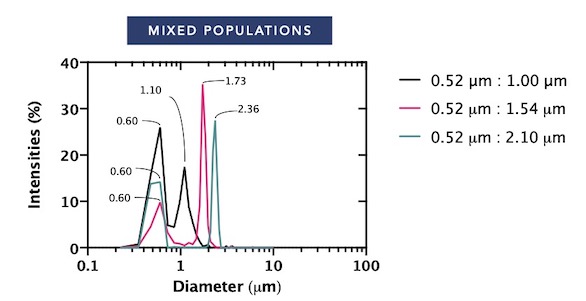 MIXED POPULATIONS
40
30
20
10
0
Intensities (%)
0.60
0.60
0.60
1.10
1.73
2.36
0.1
1
10
100
Diameter (μm)
0.52 μm : 1.00 μm
0.52 μm : 1.54 μm
0.52 μm : 2.10 μm